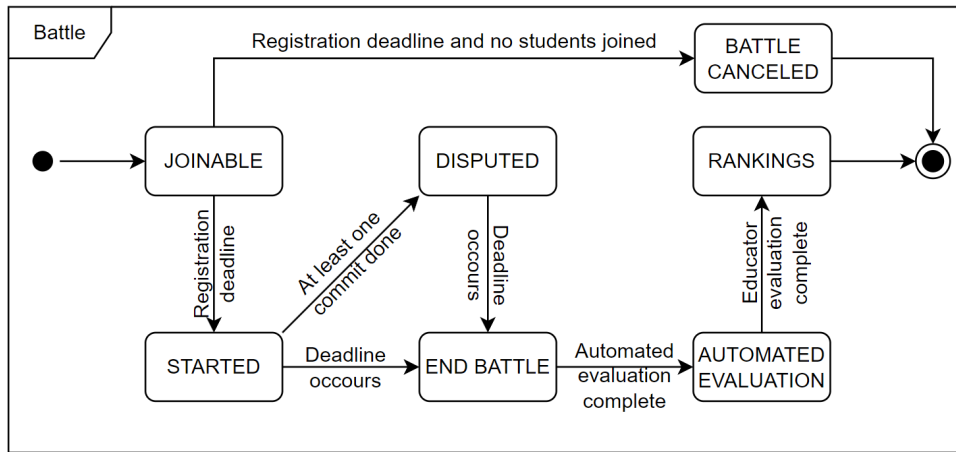 Battle
Registration deadline and no students joined
BATTLE
CANCELED
JOINABLE
DISPUTED
RANKINGS
Registration
deadline
At least one
commit done
Deadline
occours
Educator
evaluation
complete
STARTED
Deadline
occours
END BATTLE
Automated
evaluation
complete
AUTOMATED
EVALUATION